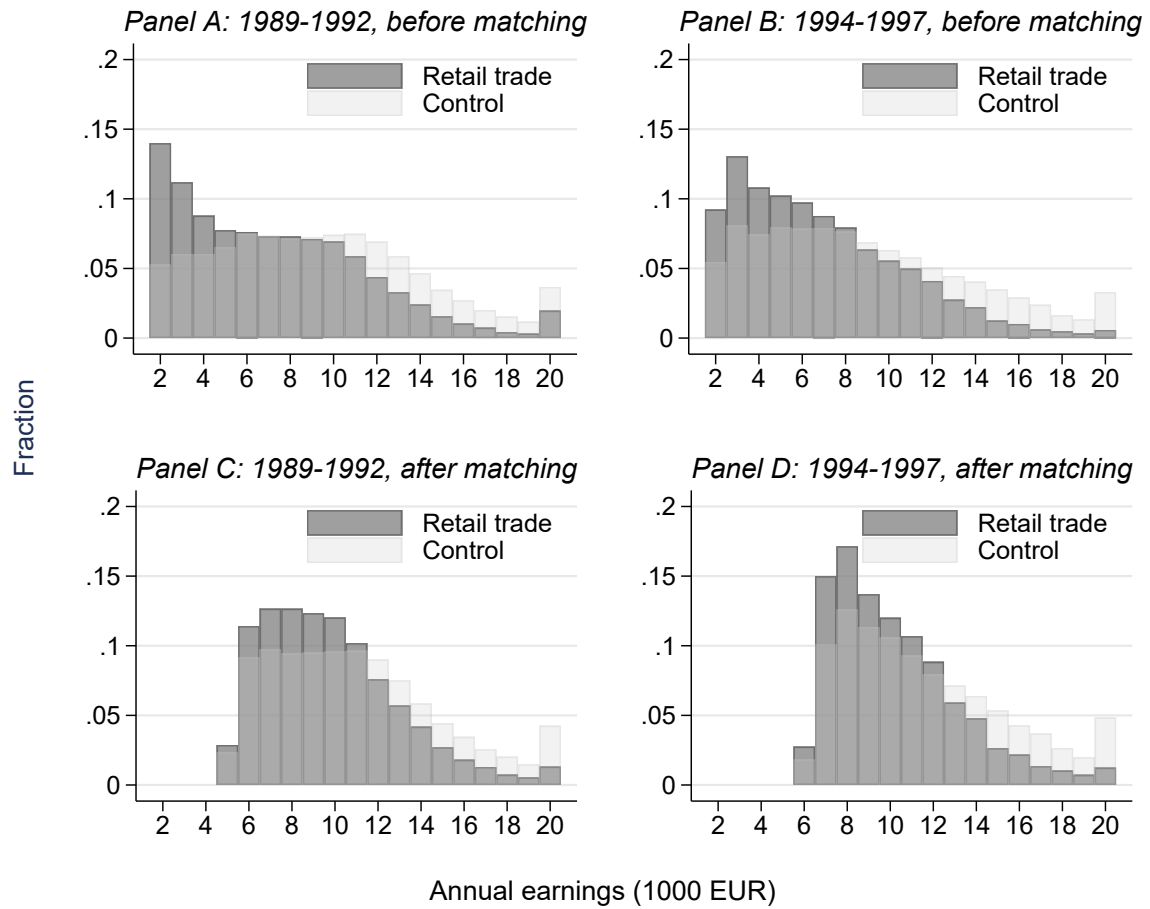 Panel A: 1989-1992, before matching
.2
.15
.1
.05
0
Retail trade
Control
2 4 6 8 10 12 14 16 18 20
Panel B: 1994-1997, before matching
.2
.15
.1
.05
0
Retail trade
Control
2 4 6 8 10 12 14 16 18 20
Fraction
Panel C: 1989-1992, after matching
.2
.15
.1
.05
0
Retail trade
Control
2 4 6 8 10 12 14 16 18 20
Panel D: 1994-1997, after matching
.2
.15
.1
.05
0
Retail trade
Control
2 4 6 8 10 12 14 16 18 20
Annual earnings (1000 EUR)